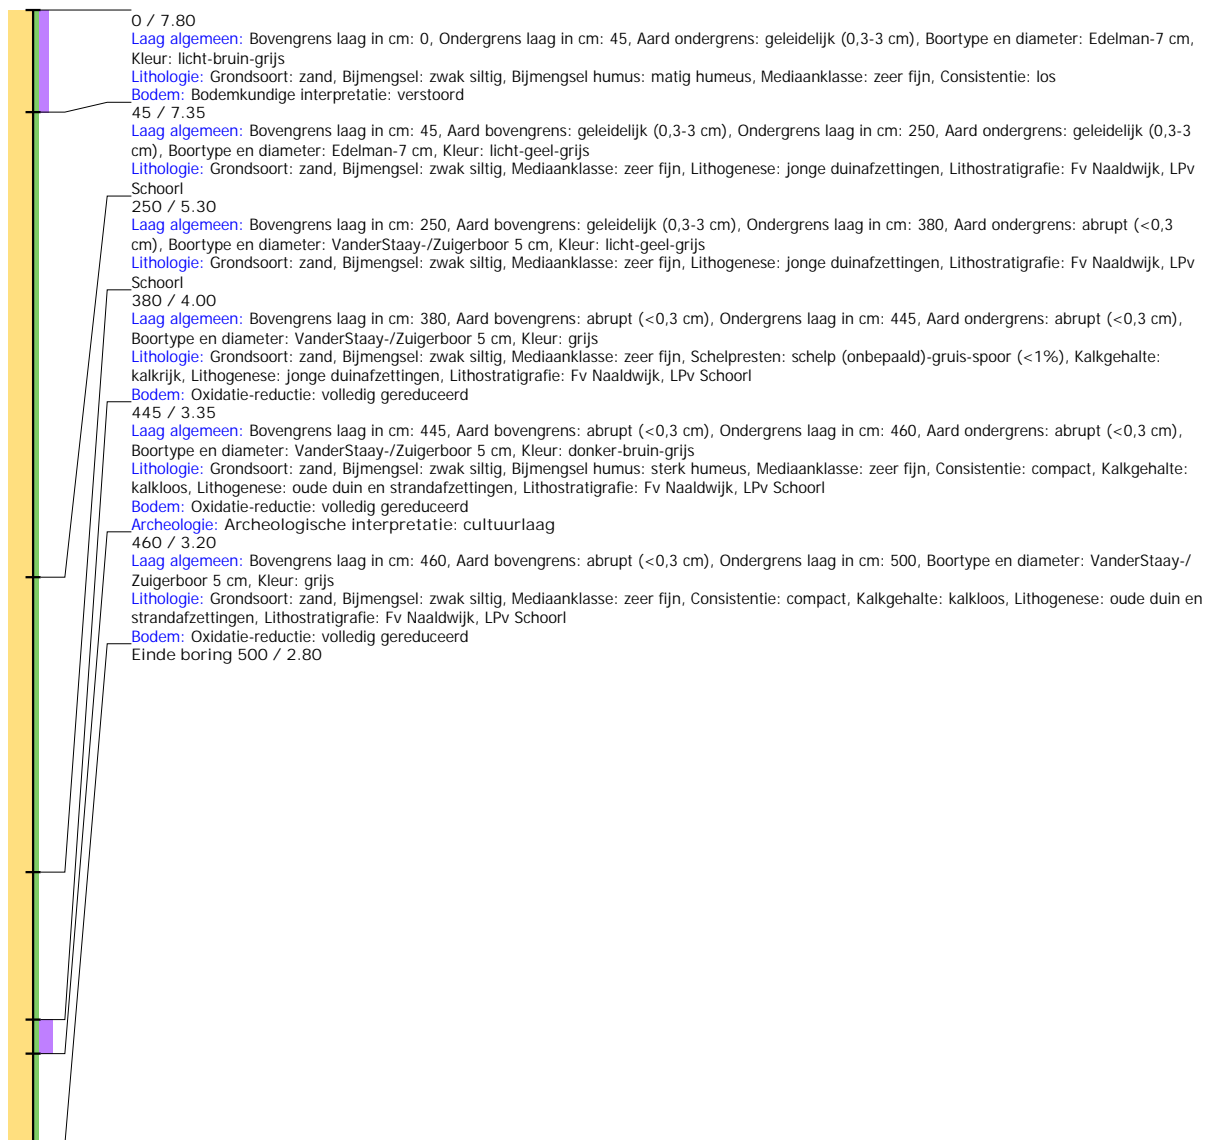 0 / 7.80
Laag algemeen: Bovengrens laag in cm: 0, Ondergrens laag in cm: 45, Aard ondergrens: geleidelijk (0,3-3 cm), Boortype en diameter: Edelman-7 cm,
Kleur: licht-bruin-grijs
Lithologie: Grondsoort: zand, Bijmengsel: zwak siltig, Bijmengsel humus: matig humeus, Mediaanklasse: zeer fijn, Consistentie: los
Bodem: Bodemkundige interpretatie: verstoord
45 / 7.35
Laag algemeen: Bovengrens laag in cm: 45, Aard bovengrens: geleidelijk (0,3-3 cm), Ondergrens laag in cm: 250, Aard ondergrens: geleidelijk (0,3-3
cm), Boortype en diameter: Edelman-7 cm, Kleur: licht-geel-grijs
Lithologie: Grondsoort: zand, Bijmengsel: zwak siltig, Mediaanklasse: zeer fijn, Lithogenese: jonge duinafzettingen, Lithostratigrafie: Fv Naaldwijk, LPv
Schoorl
250 / 5.30
Laag algemeen: Bovengrens laag in cm: 250, Aard bovengrens: geleidelijk (0,3-3 cm), Ondergrens laag in cm: 380, Aard ondergrens: abrupt (<0,3
cm), Boortype en diameter: VanderStaay-/Zuigerboor 5 cm, Kleur: licht-geel-grijs
Lithologie: Grondsoort: zand, Bijmengsel: zwak siltig, Mediaanklasse: zeer fijn, Lithogenese: jonge duinafzettingen, Lithostratigrafie: Fv Naaldwijk, LPv
Schoorl
380 / 4.00
Laag algemeen: Bovengrens laag in cm: 380, Aard bovengrens: abrupt (<0,3 cm), Ondergrens laag in cm: 445, Aard ondergrens: abrupt (<0,3 cm),
Boortype en diameter: VanderStaay-/Zuigerboor 5 cm, Kleur: grijs
Lithologie: Grondsoort: zand, Bijmengsel: zwak siltig, Mediaanklasse: zeer fijn, Schelpresten: schelp (onbepaald)-gruis-spoor (<1%), Kalkgehalte:
kalkrijk, Lithogenese: jonge duinafzettingen, Lithostratigrafie: Fv Naaldwijk, LPv Schoorl
Bodem: Oxidatie-reductie: volledig gereduceerd
445 / 3.35
Laag algemeen: Bovengrens laag in cm: 445, Aard bovengrens: abrupt (<0,3 cm), Ondergrens laag in cm: 460, Aard ondergrens: abrupt (<0,3 cm),
Boortype en diameter: VanderStaay-/Zuigerboor 5 cm, Kleur: donker-bruin-grijs
Lithologie: Grondsoort: zand, Bijmengsel: zwak siltig, Bijmengsel humus: sterk humeus, Mediaanklasse: zeer fijn, Consistentie: compact, Kalkgehalte:
kalkloos, Lithogenese: oude duin en strandafzettingen, Lithostratigrafie: Fv Naaldwijk, LPv Schoorl
Bodem: Oxidatie-reductie: volledig gereduceerd
Archeologie: Archeologische interpretatie: cultuurlaag
460 / 3.20
Laag algemeen: Bovengrens laag in cm: 460, Aard bovengrens: abrupt (<0,3 cm), Ondergrens laag in cm: 500, Boortype en diameter: VanderStaay-/
Zuigerboor 5 cm, Kleur: grijs
Lithologie: Grondsoort: zand, Bijmengsel: zwak siltig, Mediaanklasse: zeer fijn, Consistentie: compact, Kalkgehalte: kalkloos, Lithogenese: oude duin en
strandafzettingen, Lithostratigrafie: Fv Naaldwijk, LPv Schoorl
Bodem: Oxidatie-reductie: volledig gereduceerd
Einde boring 500 / 2.80